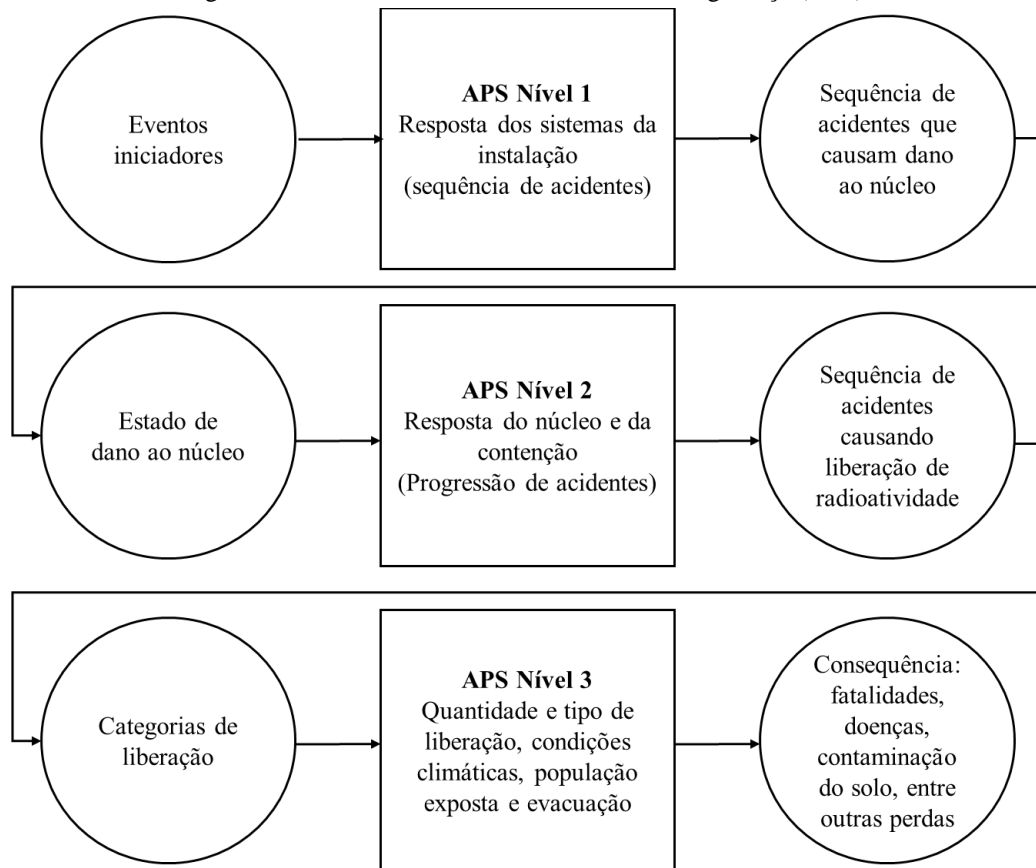 Eventos
iniciadores
APS Nível 1
Resposta dos sistemas da
instalação
(sequência de acidentes)
Sequência de
acidentes que
causam dano
ao núcleo
Estado de
dano ao núcleo
APS Nível 2
Resposta do núcleo e da
contenção
(Progressão de acidentes)
Sequência de
acidentes
causando
liberação de
radioatividade
Categorias de
liberação
APS Nível 3
Quantidade e tipo de
liberação, condições
climáticas, população
exposta e evacuação
Consequência:
fatalidades,
doenças,
contaminação
do solo, entre
outras perdas